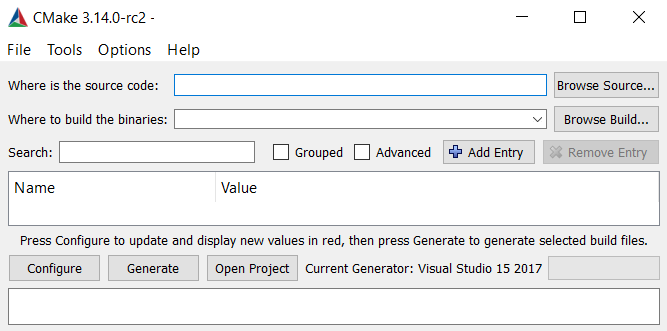 CMake 3.14.0-rc2 -
File Tools Options Help
Where is the source code: Browse Source...
Where to build the binaries: Browse Build...
Search: Grouped Advanced Add Entry Remove Entry
Name Value
Press Configure to update and display new values in red, then press Generate to generate selected build files.
Configure Generate Open Project Current Generator: Visual Studio 15 2017